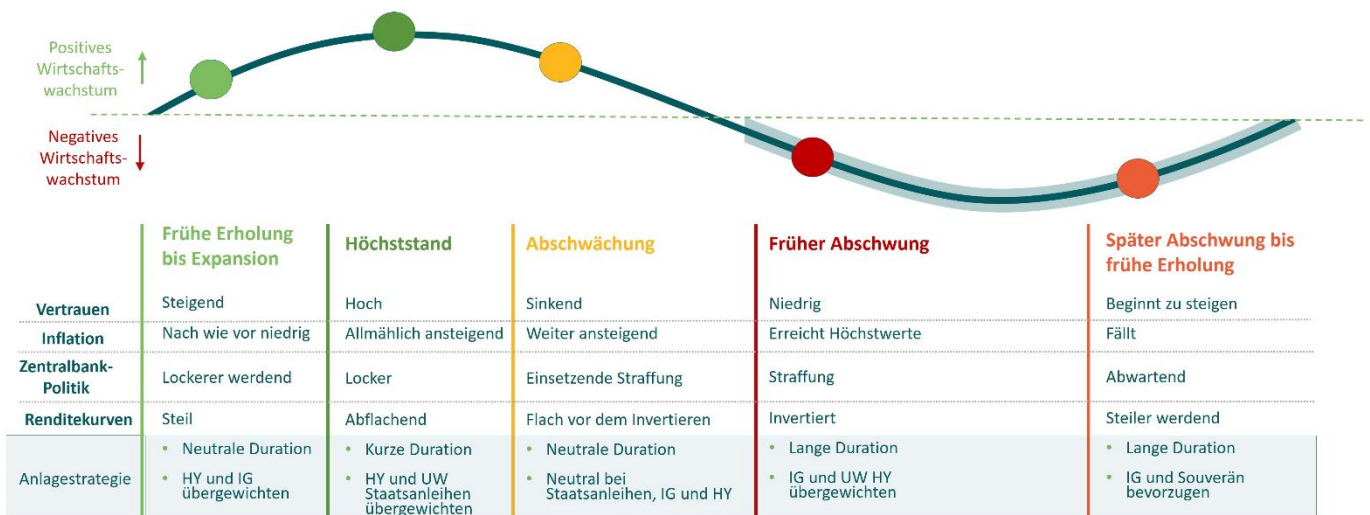 Positives
Wirtschafts-
wachstum
Negatives
Wirtschafts-
wachstum
Frühe Erholung
bis Expansion
Höchststand
Abschwächung
Früher Abschwung
Später Abschwung bis
frühe Erholung
Vertrauen
Steigend
Hoch
Sinkend
Niedrig
Beginnt zu steigen
Inflation
Nach wie vor niedrig
Allmählich ansteigend
Weiter ansteigend
Erreicht Höchstwerte
Fällt
Zentralbank-
Politik
Lockerer werdend
Locker
Einsetzende Straffung
Straffung
Abwartend
Renditekurven
Steil
Abflachend
Flach vor dem Invertieren
Invertiert
Steiler werdend
Anlagestrategie
• Neutrale Duration
• HY und IG
übergewichten
• Kurze Duration
• HY und UW
Staatsanleihen
übergewichten
• Neutrale Duration
• Neutral bei
Staatsanleihen, IG und HY
• Lange Duration
• IG und UW HY
übergewichten
• Lange Duration
• IG und Souverän
bevorzugen